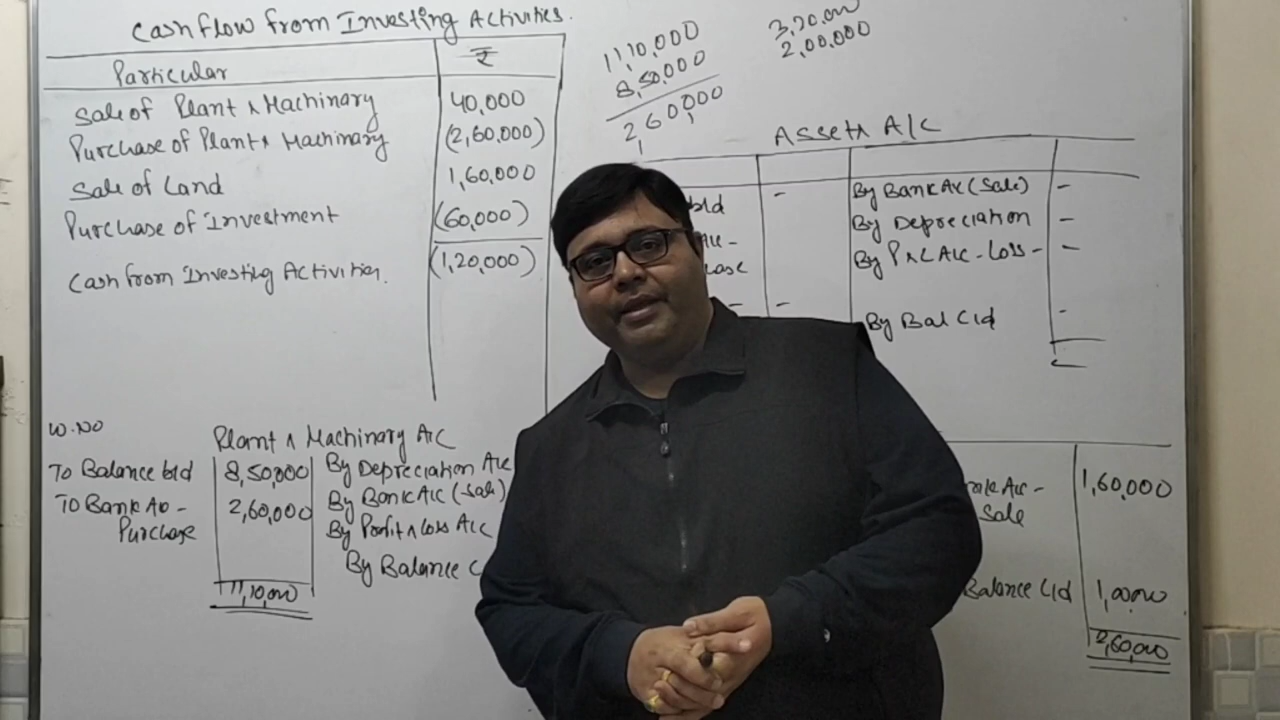 Cash flow from Investing Activities.
Particular ₹
Sale of Plant & Machinary 40,000
Purchase of Plant & Machinary (2,60,000)
Sale of Land 1,60,000
Purchase of Investment (60,000)
Cash from Investing Activities. (1,20,000)
11,10,000
8,50,000
2,60,000
3,20,000
2,00,000
Assets A/C
b/d - By Bank A/c (Sale) -
By Depreciation -
A/c - By P & L A/c - Loss - -
- - By Bal C/d -
W.NO
Plant & Machinary A/C
To Balance b/d 8,50,000 By Depreciation A/c
To Bank A/c - 2,60,000 By Bank A/C (Sale)
Purchase By Profit & Loss A/C
By Balance
11,10,000
A/c - 1,60,000
Sale
Balance C/d 1,00,000
2,60,000